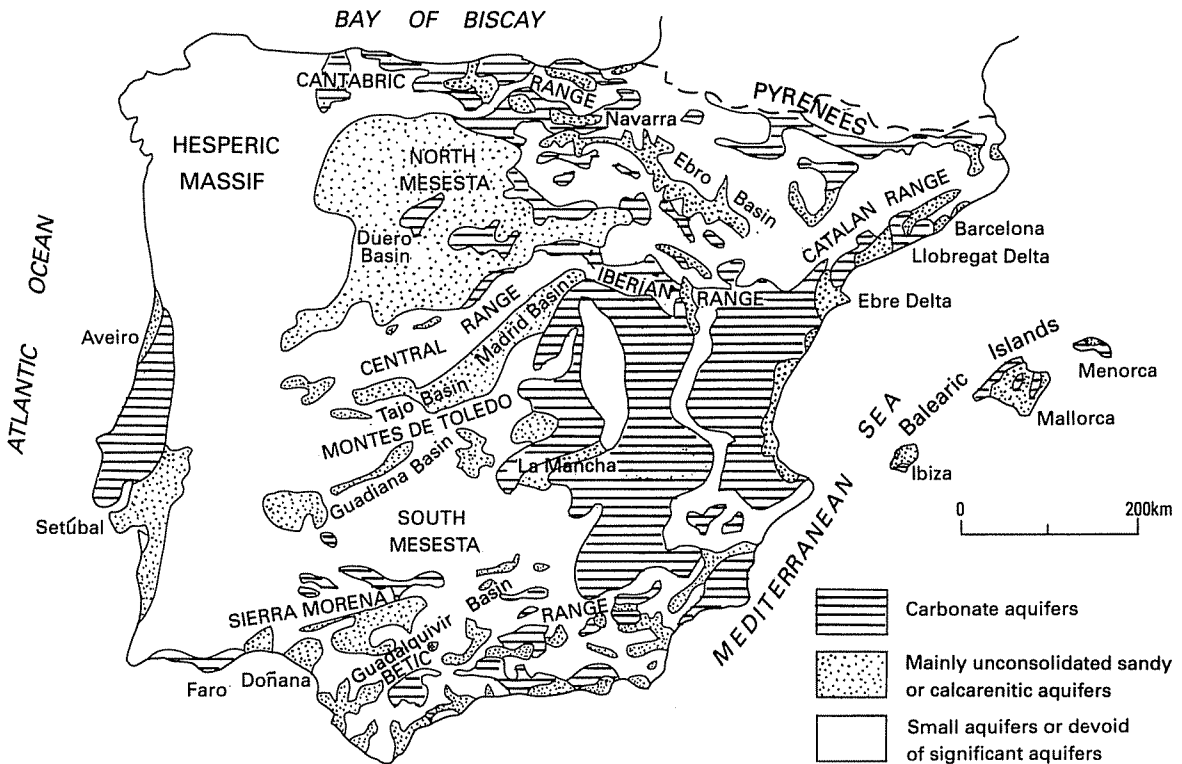 BAY OF BISCAY
CANTABRIC
RANGE
PYRENEES
Navarra
HESPERIC
MASSIF
NORTH
MESESTA
Ebro
Basin
CATALAN RANGE
Duero
Basin
Barcelona
Llobregat Delta
ATLANTIC OCEAN
IBERIAN RANGE
Ebre Delta
CENTRAL RANGE
Madrid Basin
Aveiro
Balearic Islands
Menorca
Tajo Basin
Mallorca
MONTES DE TOLEDO
Guadiana Basin
La Mancha
Ibiza
MEDITERRANEAN SEA
0 200km
Setúbal
SOUTH
MESESTA
SIERRA MORENA
Guadalquivir Basin
BETIC RANGE
Faro
Doñana
Carbonate aquifers
Mainly unconsolidated sandy
or calcarenitic aquifers
Small aquifers or devoid
of significant aquifers